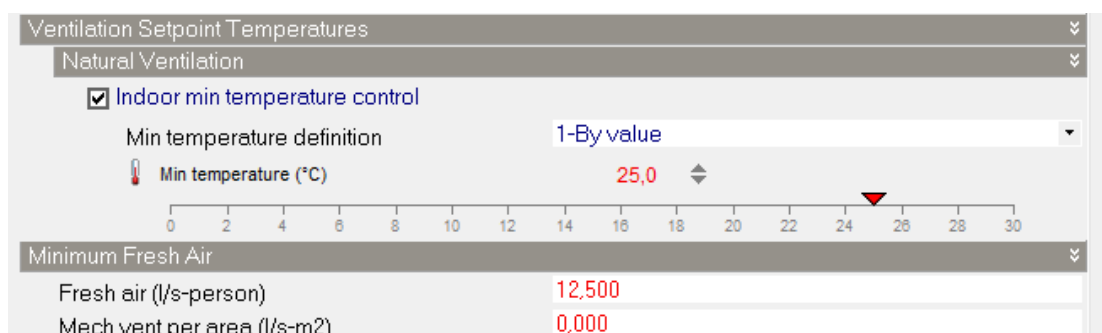 Ventilation Setpoint Temperatures
Natural Ventilation
Indoor min temperature control
Min temperature definition 1-By value
Min temperature (°C) 25,0
0 2 4 6 8 10 12 14 16 18 20 22 24 26 28 30
Minimum Fresh Air
Fresh air (l/s-person) 12,500
Mech vent per area (l/s-m2) 0,000